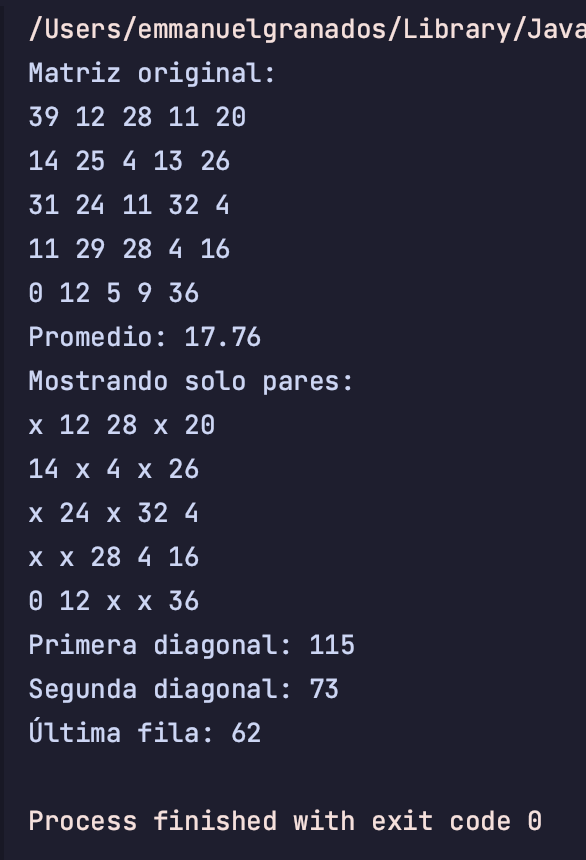 /Users/emmanuelgranados/Library/Java
Matriz original:
39 12 28 11 20
14 25 4 13 26
31 24 11 32 4
11 29 28 4 16
0 12 5 9 36
Promedio: 17.76
Mostrando solo pares:
x 12 28 x 20
14 x 4 x 26
x 24 x 32 4
x x 28 4 16
0 12 x x 36
Primera diagonal: 115
Segunda diagonal: 73
Última fila: 62
Process finished with exit code 0